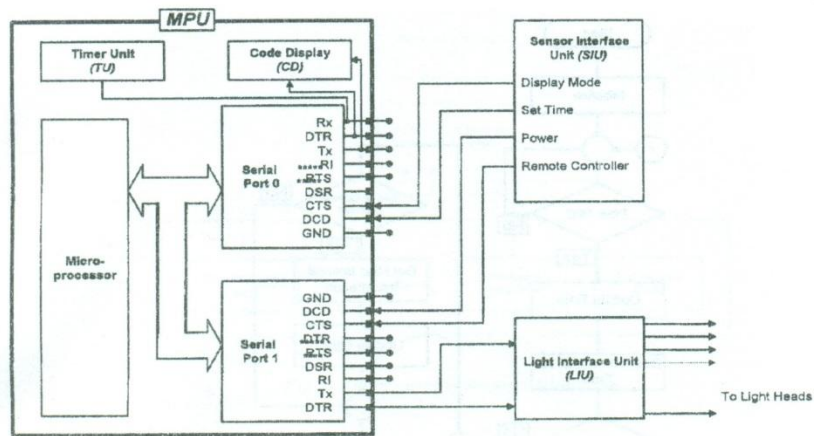 MPU
Timer Unit
(TU)
Code Display
(CD)
Micro-
processor
Serial
Port 0
Rx
DTR
Tx
RI
RTS
DSR
CTS
DCD
GND
Serial
Port 1
GND
DCD
CTS
DTR
RTS
DSR
RI
Tx
DTR
Sensor Interface
Unit (SIU)
Display Mode
Set Time
Power
Remote Controller
Light Interface Unit
(LIU)
To Light Heads